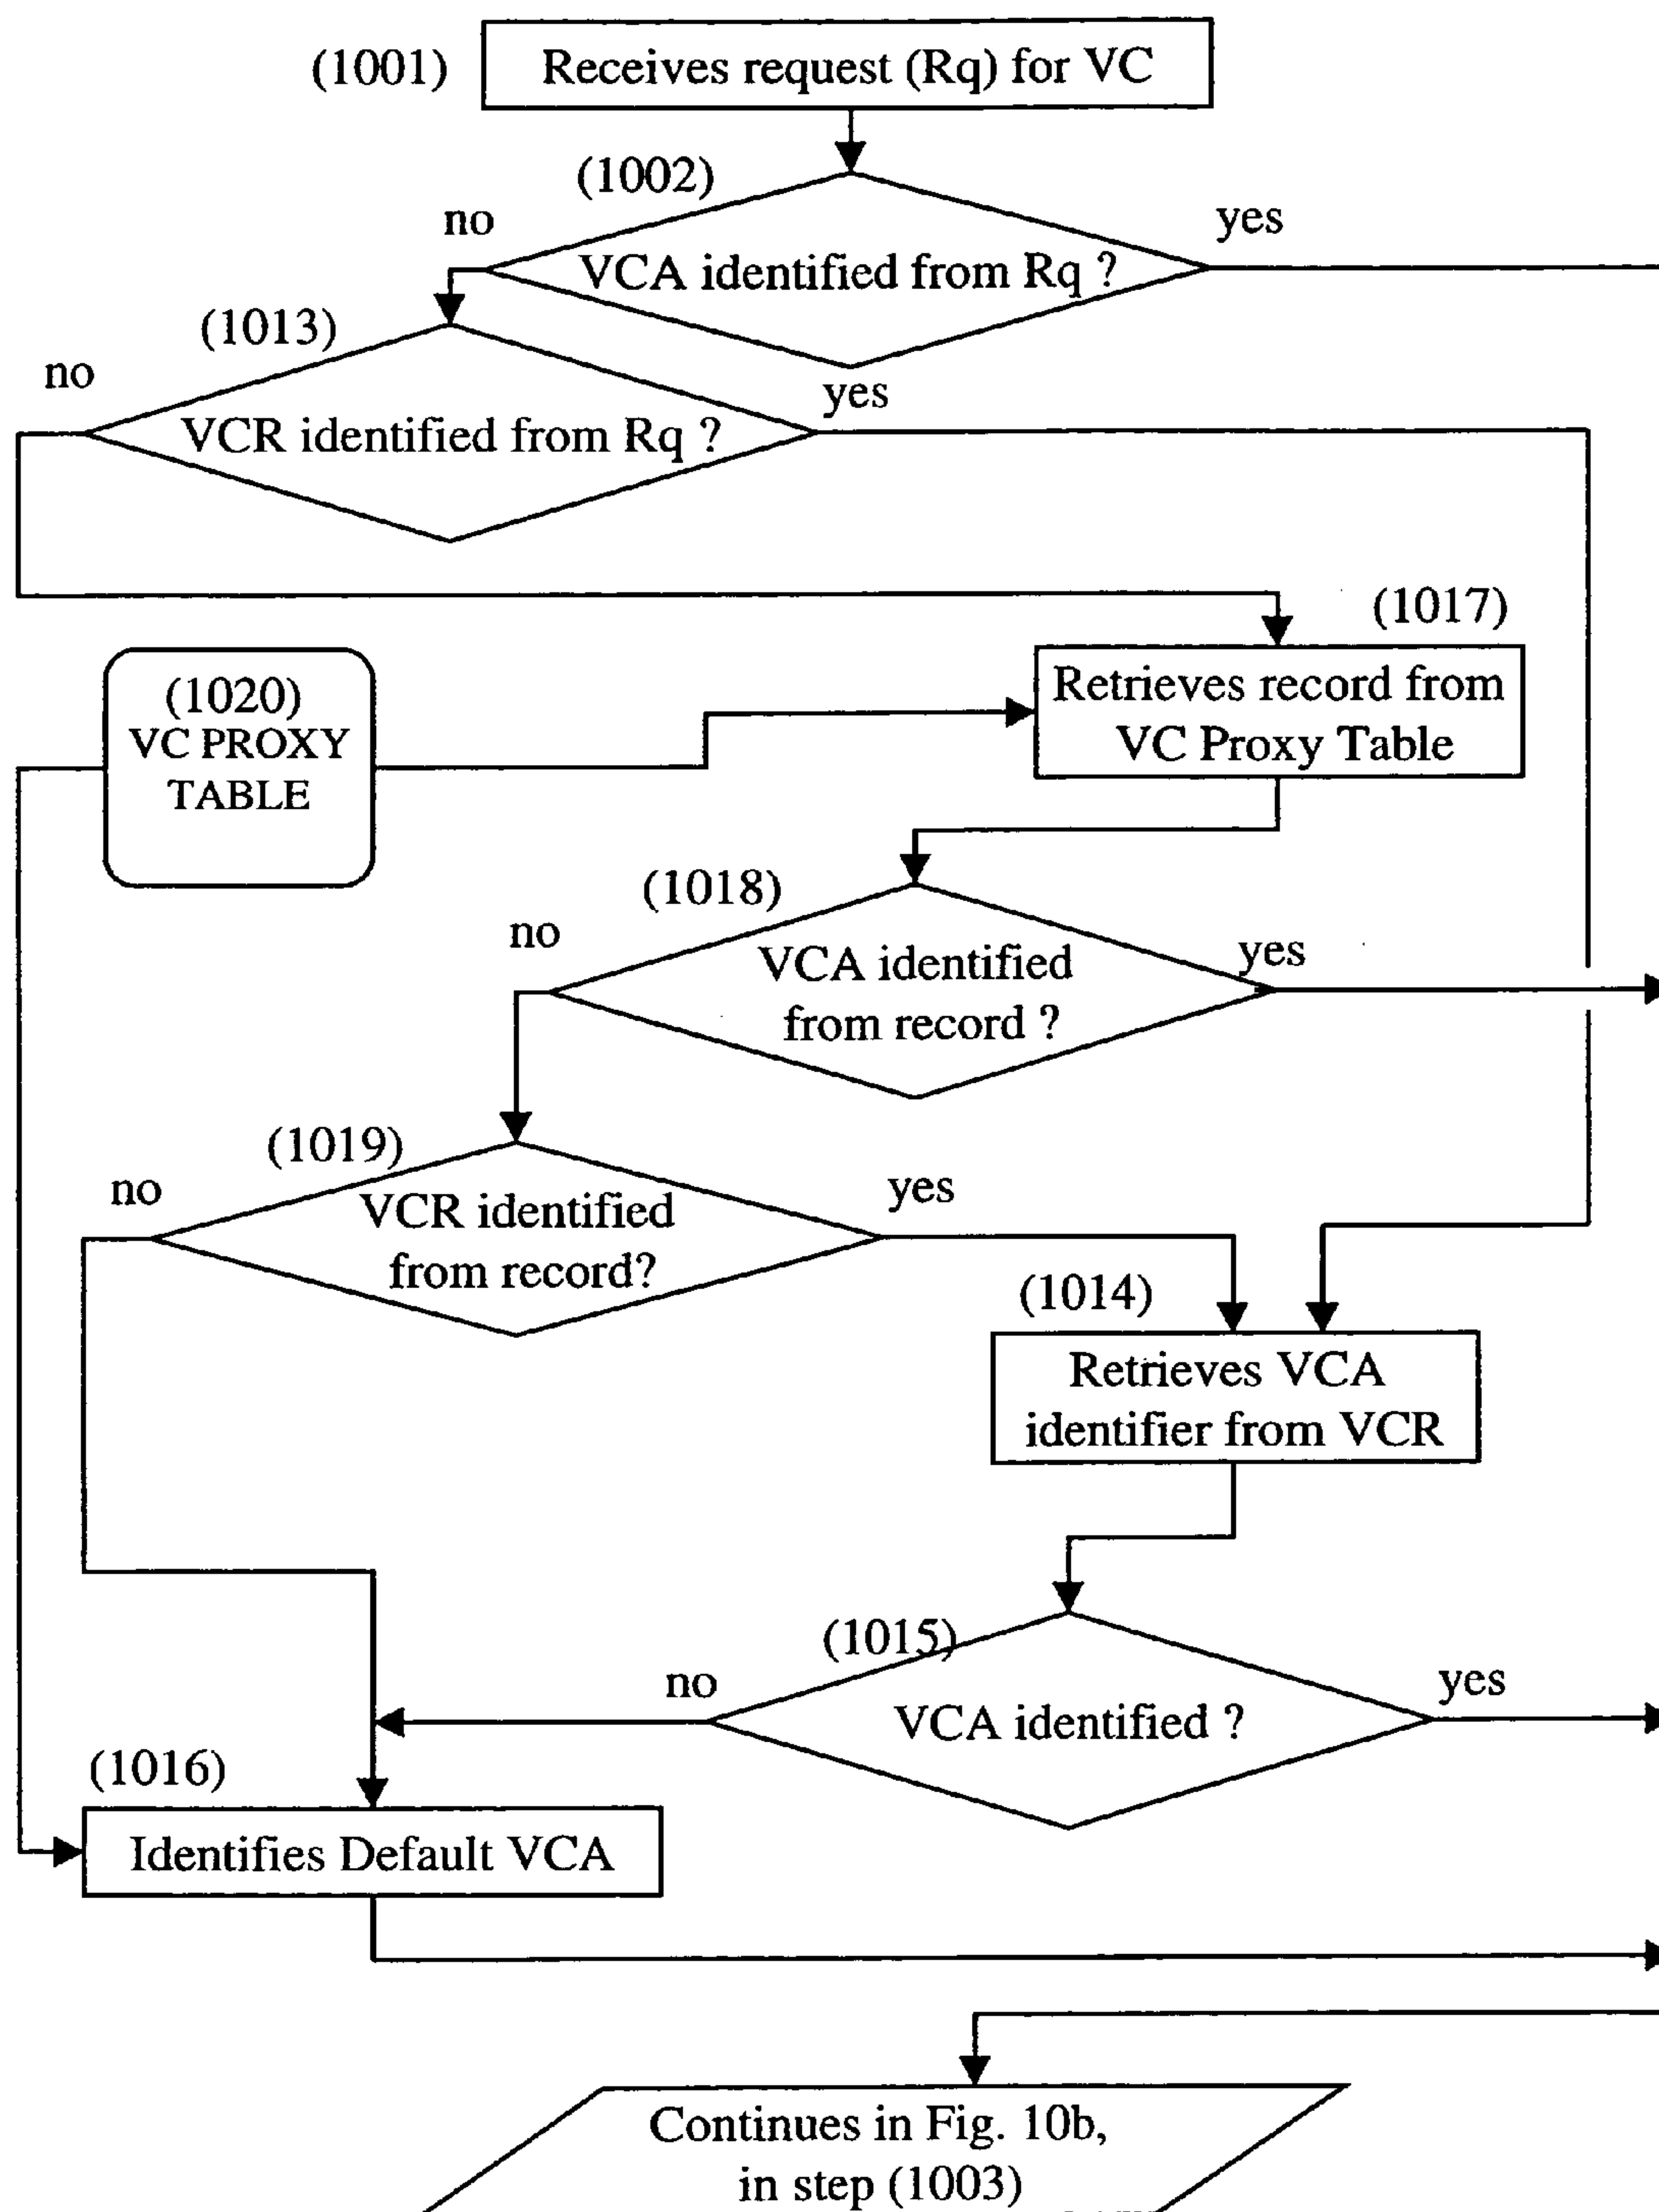 (1001)
Receives request (Rq) for VC
(1002)
no
yes
VCA identified from Rq ?
(1013)
no
yes
VCR identified from Rq ?
(1017)
Retrieves record from
VC Proxy Table
(1020)
VC PROXY
TABLE
(1018)
no
yes
VCA identified
from record ?
(1019)
no
yes
VCR identified
from record?
(1014)
Retrieves VCA
identifier from VCR
(1015)
no
yes
VCA identified ?
(1016)
Identifies Default VCA
Continues in Fig. 10b,
in step (1003)